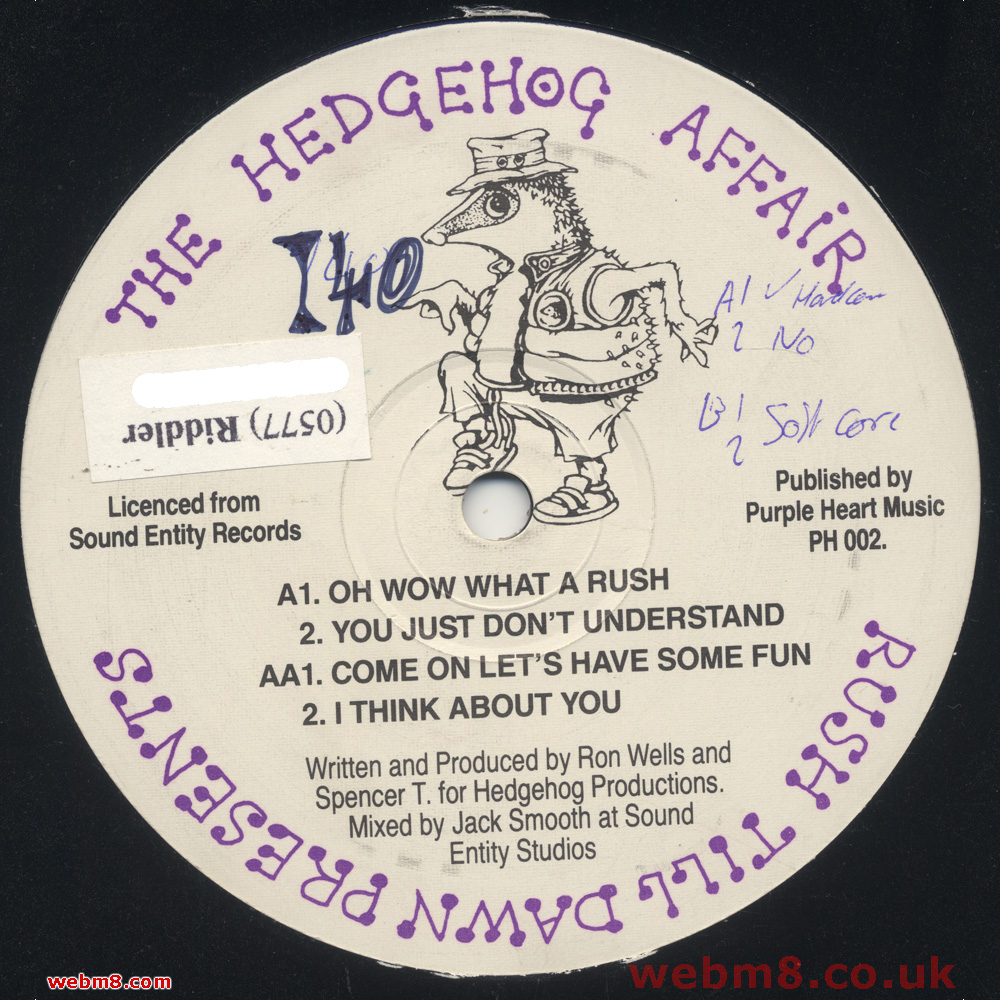 THE HEDGEHOG AFFAIR
140
A1 ✓ Hardcore
2 No
B1
2 Soft core
(0577) Riddler
Licenced from
Sound Entity Records
Published by
Purple Heart Music
PH 002.
A1. OH WOW WHAT A RUSH
2. YOU JUST DON'T UNDERSTAND
AA1. COME ON LET'S HAVE SOME FUN
2. I THINK ABOUT YOU
Written and Produced by Ron Wells and
Spencer T. for Hedgehog Productions.
Mixed by Jack Smooth at Sound
Entity Studios
RUSH TILL DAWN PRESENTS
webm8.com
webm8.co.uk